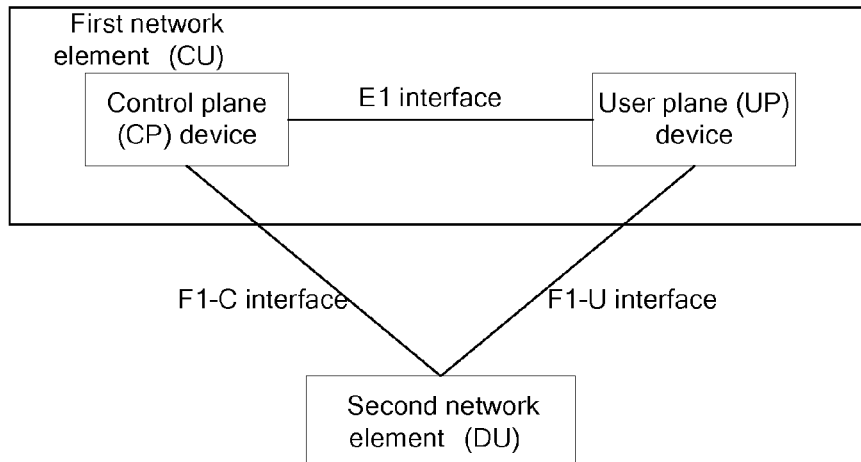 First network
element (CU)
Control plane
(CP) device
E1 interface
User plane (UP)
device
F1-C interface
F1-U interface
Second network
element (DU)